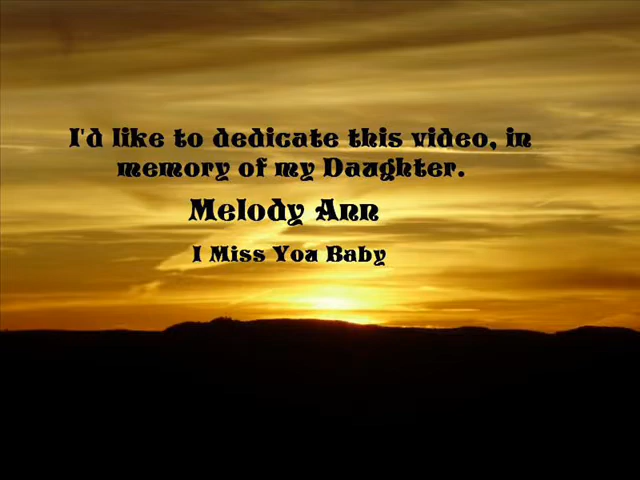 I'd like to dedicate this video, in
memory of my Daughter.
Melody Ann
I Miss You Baby